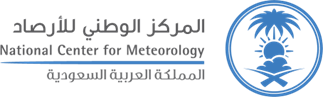 المركز الوطني للأرصاد
National Center for Meteorology
المملكة العربية السعودية